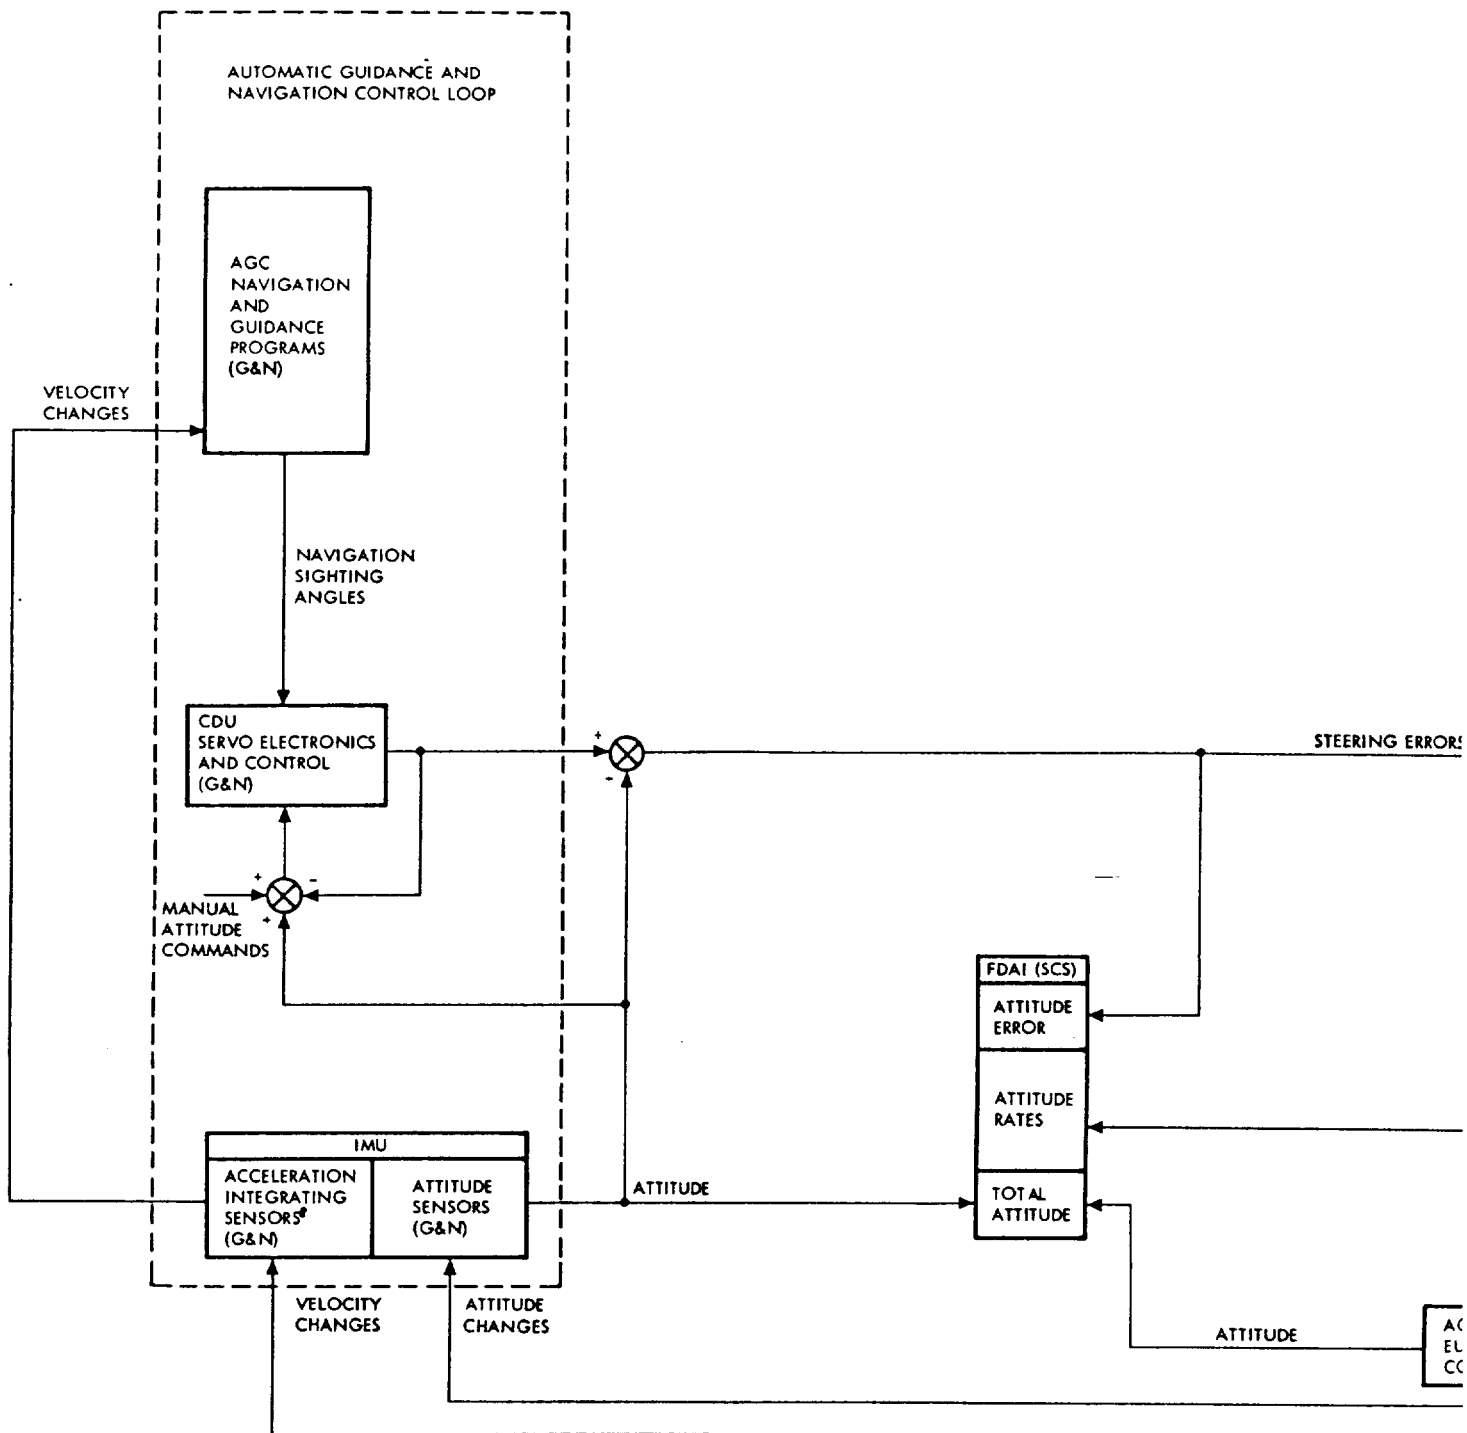 AUTOMATIC GUIDANCE AND
NAVIGATION CONTROL LOOP
AGC
NAVIGATION
AND
GUIDANCE
PROGRAMS
(G&N)
VELOCITY
CHANGES
NAVIGATION
SIGHTING
ANGLES
CDU
SERVO ELECTRONICS
AND CONTROL
(G&N)
+
-
STEERING ERRORS
+
-
+
MANUAL
ATTITUDE
COMMANDS
FDAI (SCS)
ATTITUDE
ERROR
ATTITUDE
RATES
TOTAL
ATTITUDE
IMU
ACCELERATION
INTEGRATING
SENSORS
(G&N)
ATTITUDE
SENSORS
(G&N)
ATTITUDE
VELOCITY
CHANGES
ATTITUDE
CHANGES
ATTITUDE